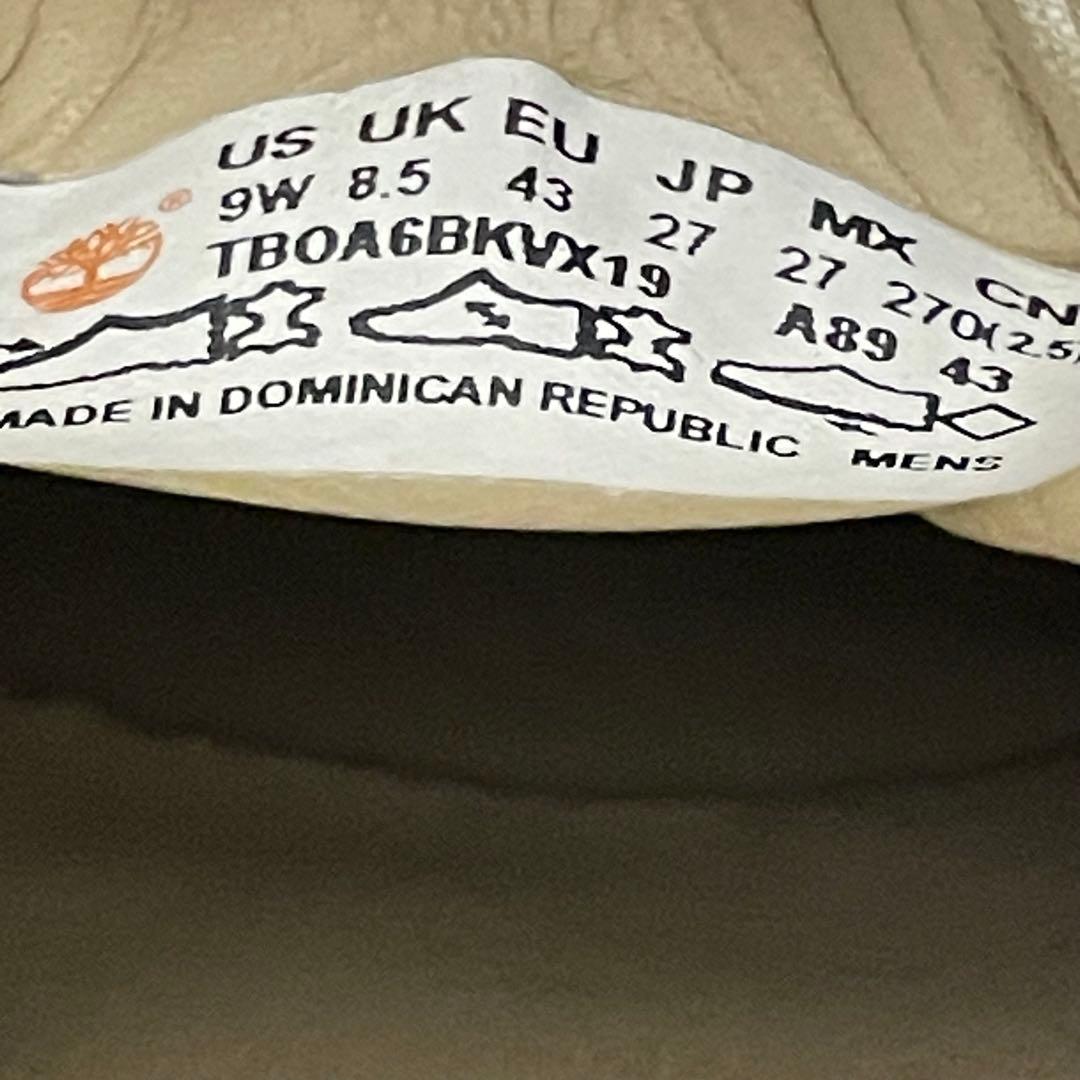 US UK EU JP MX CN
9W 8.5 43 27 27 270(2.5)
TB0A6BKVX19 A89 43
MADE IN DOMINICAN REPUBLIC MENS
®